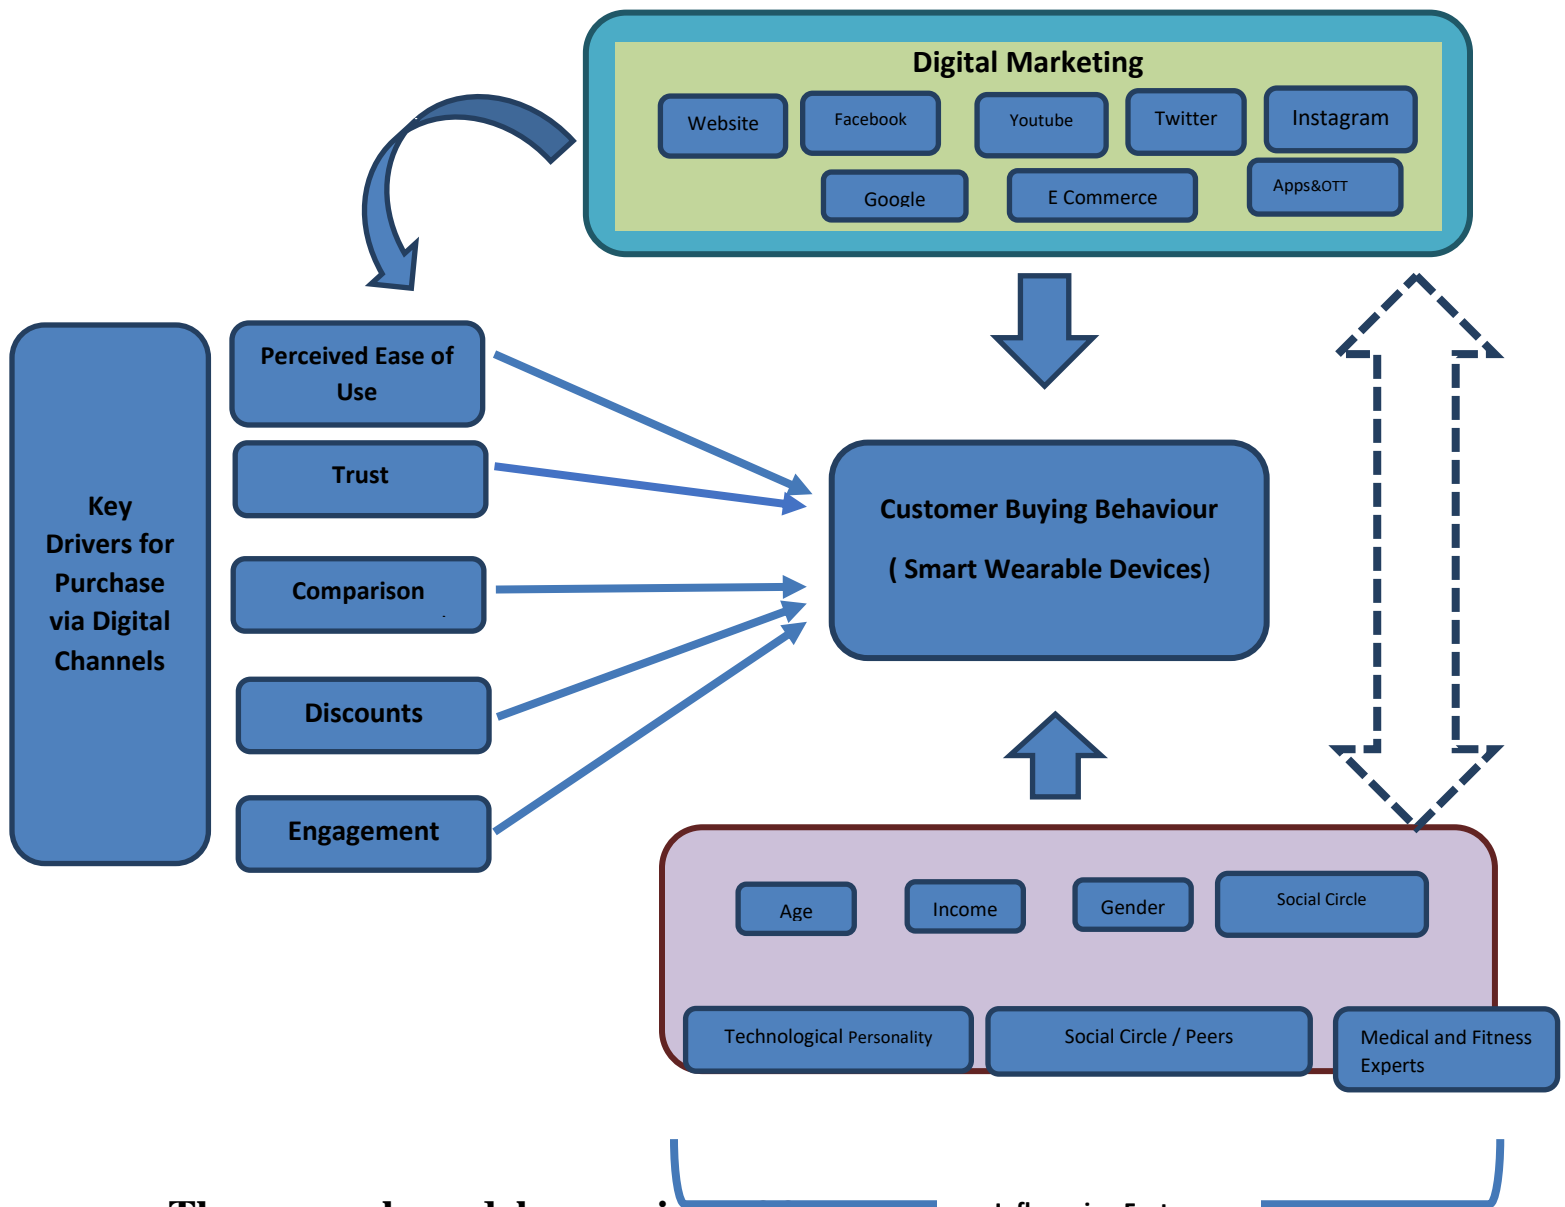 Digital Marketing
Website
Facebook
Youtube
Twitter
Instagram
Google
E Commerce
Apps&OTT
Key
Drivers for
Purchase
via Digital
Channels
Perceived Ease of
Use
Trust
Comparison
Discounts
Engagement
Customer Buying Behaviour
( Smart Wearable Devices)
Age
Income
Gender
Social Circle
Technological Personality
Social Circle / Peers
Medical and Fitness
Experts